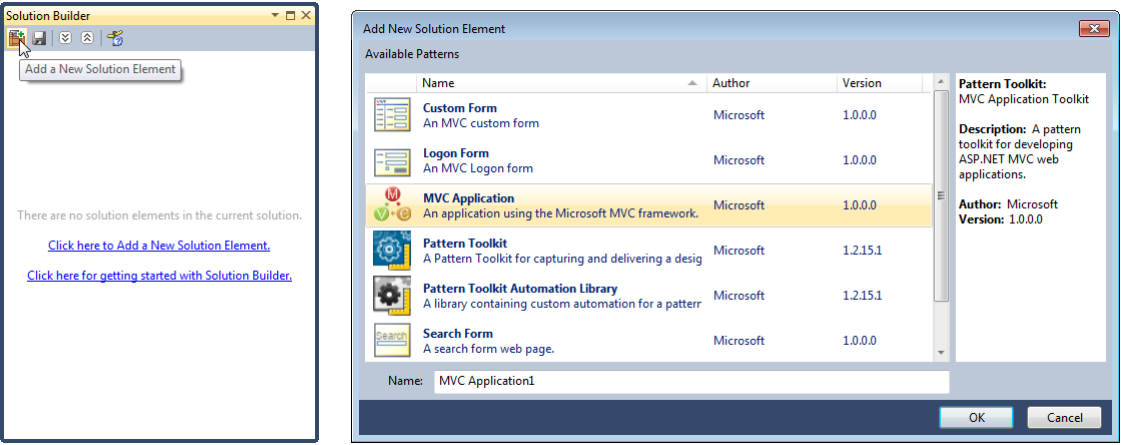 Solution Builder
Add a New Solution Element
There are no solution elements in the current solution.
Click here to Add a New Solution Element.
Click here for getting started with Solution Builder.
Add New Solution Element
Available Patterns
Name Author Version
Custom Form
An MVC custom form
Microsoft 1.0.0.0
Logon Form
An MVC Logon form
Microsoft 1.0.0.0
M
V C
MVC Application
An application using the Microsoft MVC framework.
Microsoft 1.0.0.0
Pattern Toolkit
A Pattern Toolkit for capturing and delivering a desig
Microsoft 1.2.15.1
Pattern Toolkit Automation Library
A library containing custom automation for a patterr
Microsoft 1.2.15.1
Search
Search Form
A search form web page.
Microsoft 1.0.0.0
Pattern Toolkit:
MVC Application Toolkit
Description: A pattern
toolkit for developing
ASP.NET MVC web
applications.
Author: Microsoft
Version: 1.0.0.0
Name: MVC Application1
OK Cancel